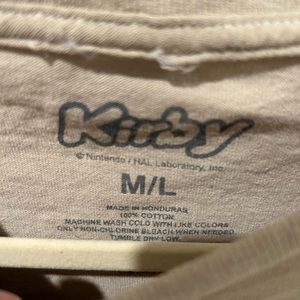 Kirby
© Nintendo / HAL Laboratory, Inc.
M/L
MADE IN HONDURAS
100% COTTON
MACHINE WASH COLD WITH LIKE COLORS
ONLY NON-CHLORINE BLEACH WHEN NEEDED
TUMBLE DRY LOW